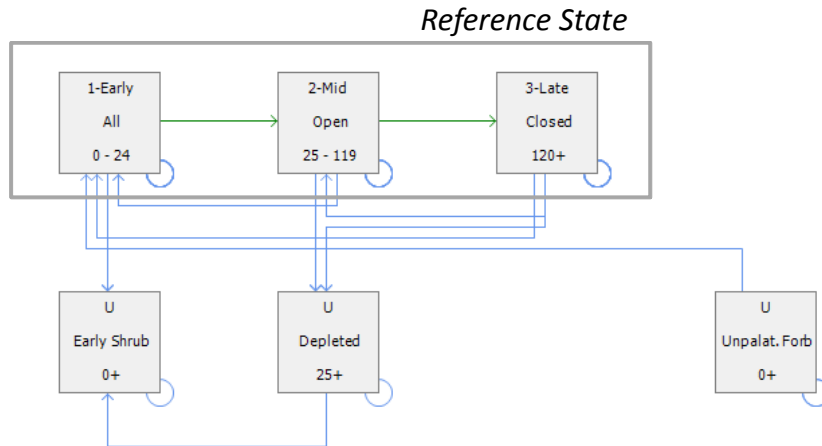 Reference State
1-Early
All
0 - 24
2-Mid
Open
25 - 119
3-Late
Closed
120+
U
Early Shrub
0+
U
Depleted
25+
U
Unpalat. Forb
0+